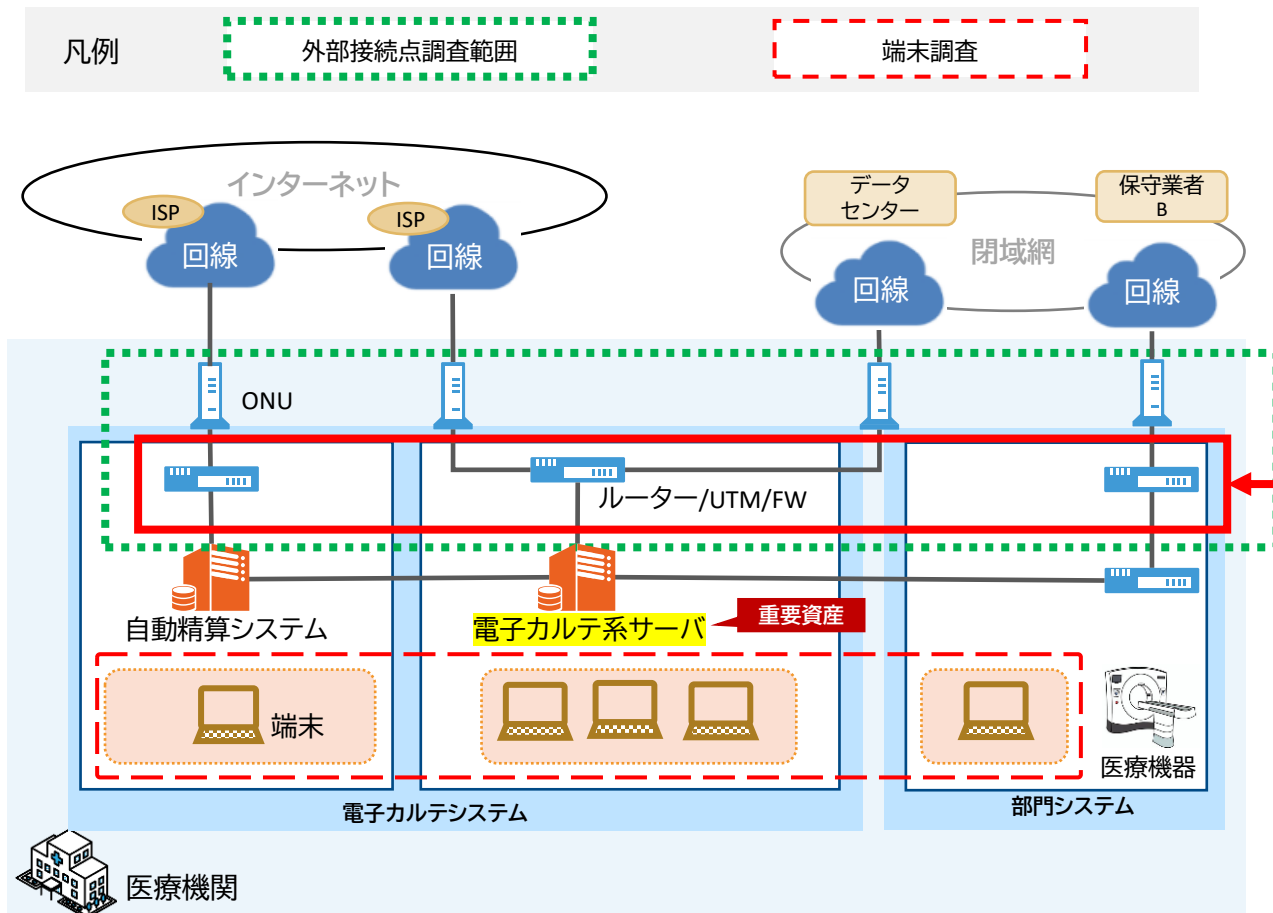 凡例
外部接続点調査範囲
端末調査
インターネット
ISP
ISP
回線
回線
データ
センター
保守業者
B
閉域網
回線
回線
ONU
ルーター/UTM/FW
自動精算システム
電子カルテ系サーバ
重要資産
端末
医療機器
電子カルテシステム
部門システム
医療機関